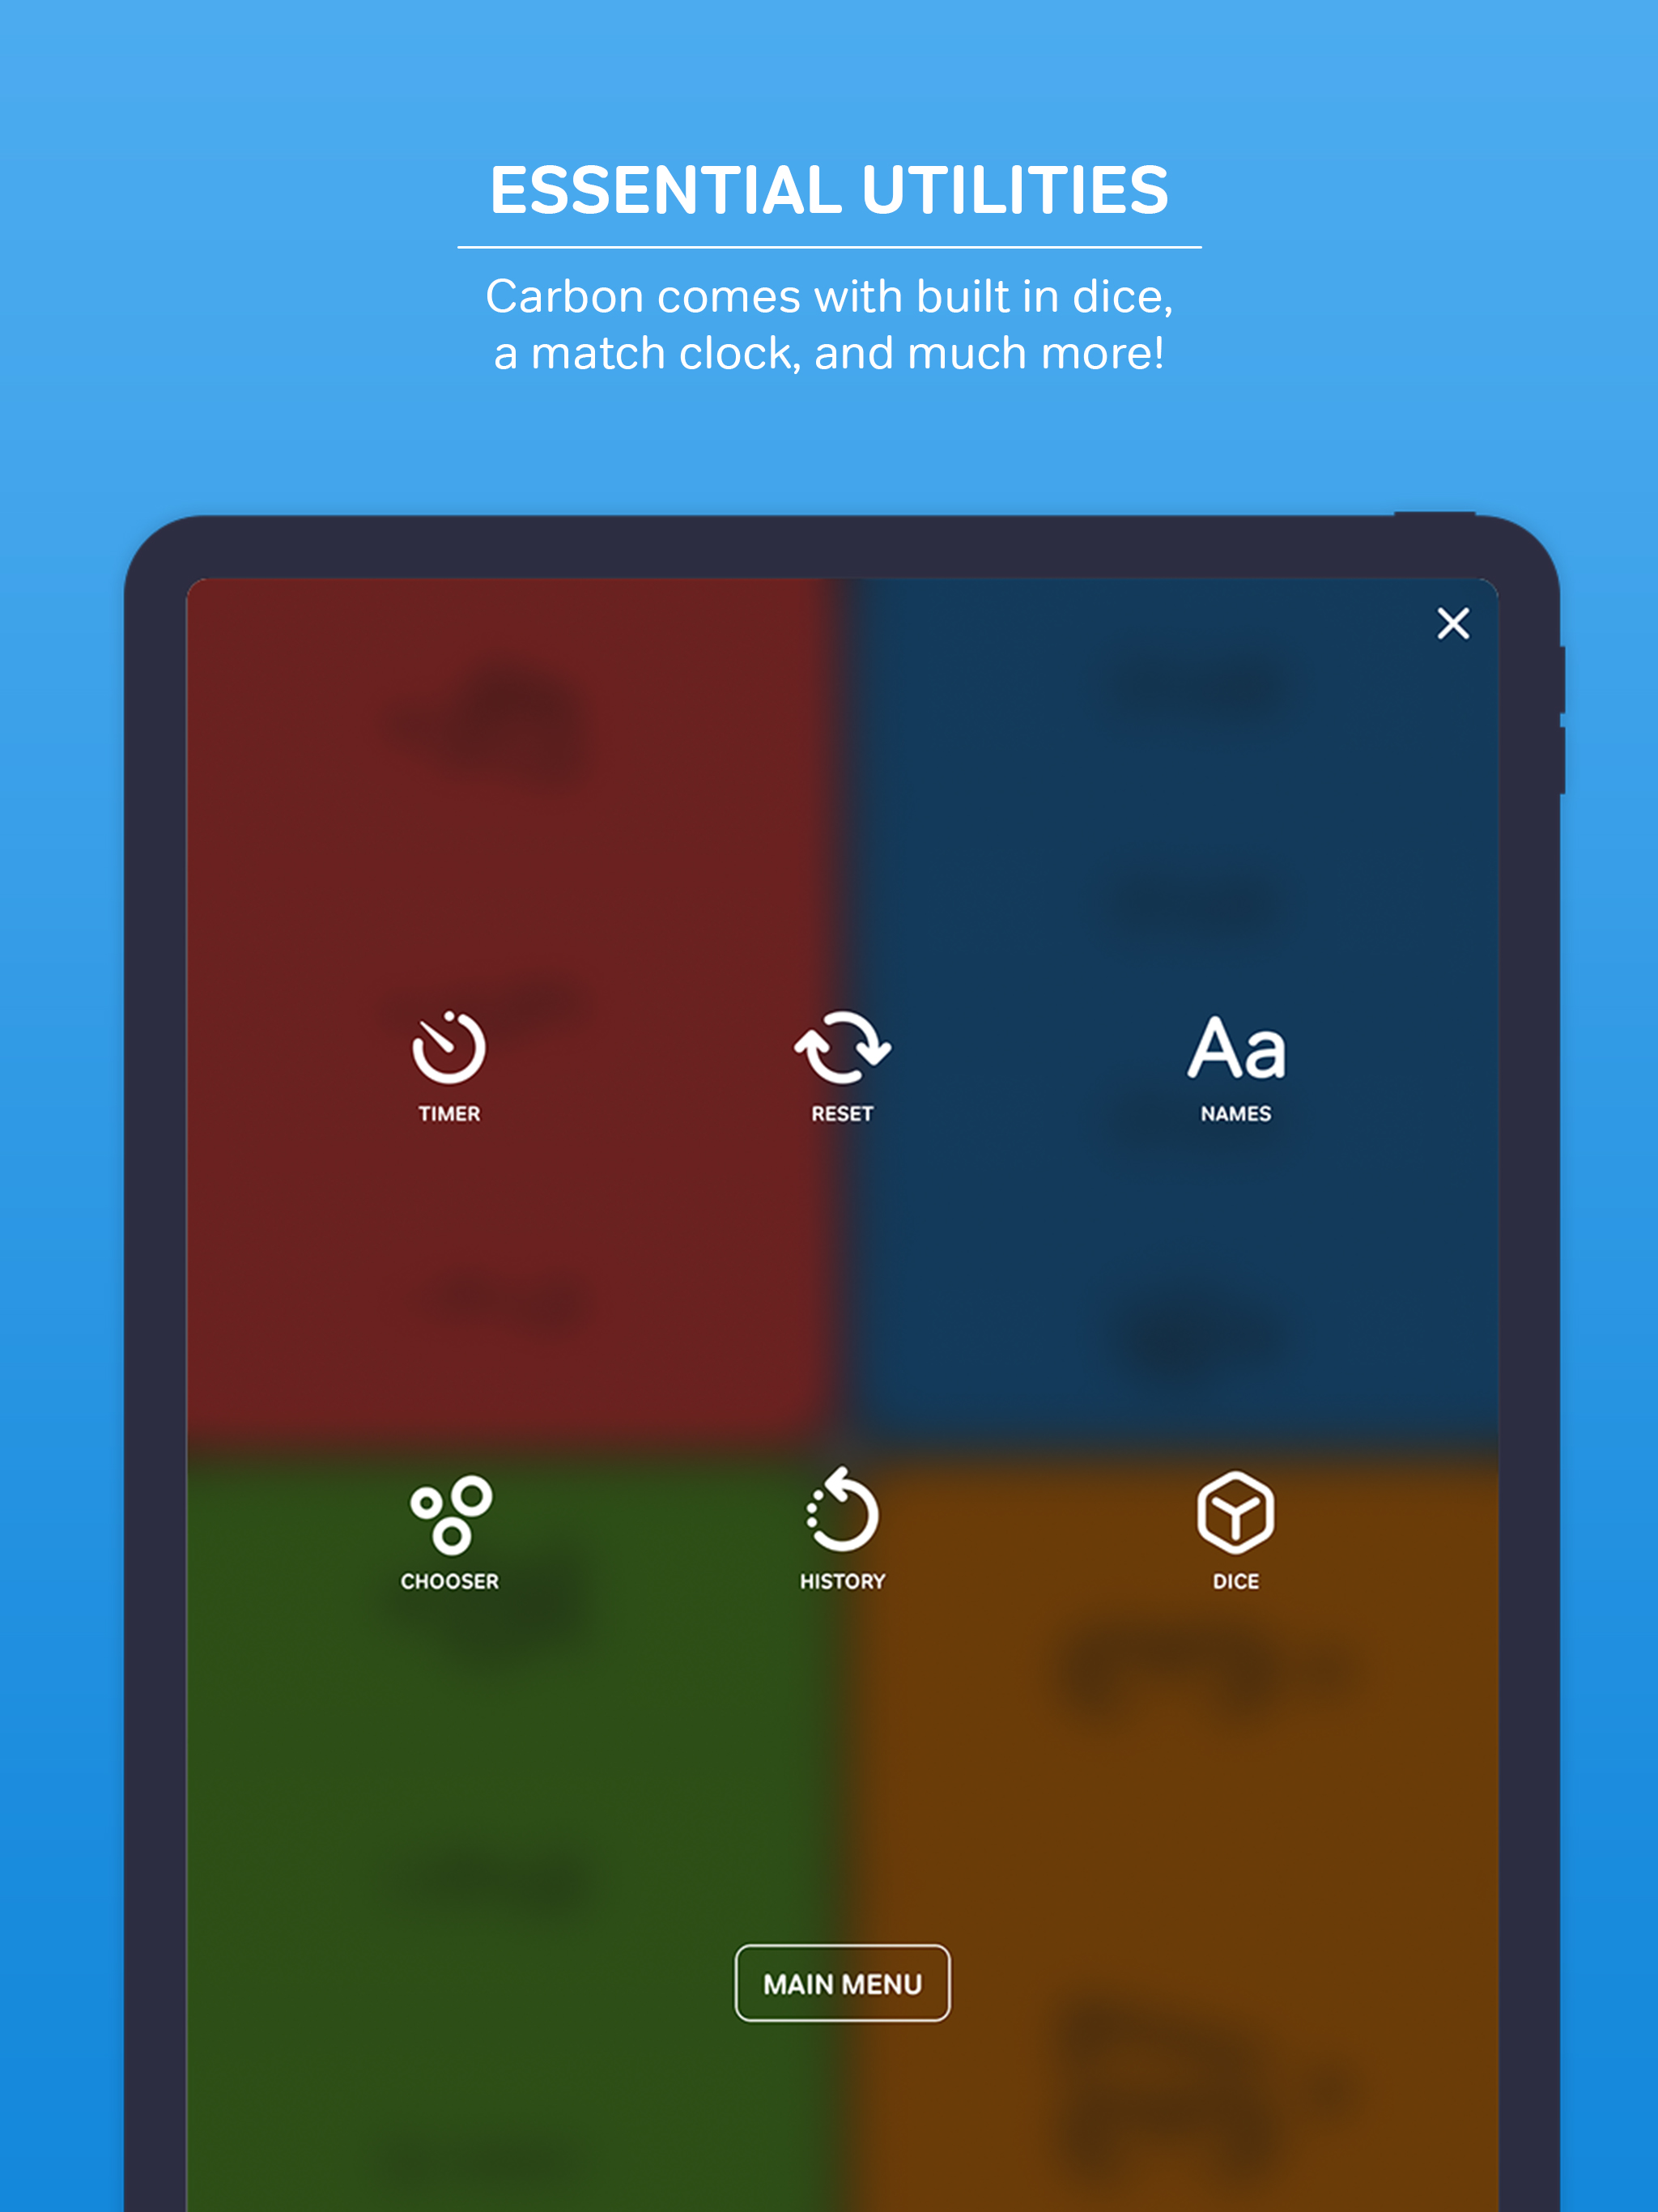 ESSENTIAL UTILITIES
Carbon comes with built in dice,
a match clock, and much more!
TIMER
RESET
Aa
NAMES
CHOOSER
HISTORY
DICE
MAIN MENU